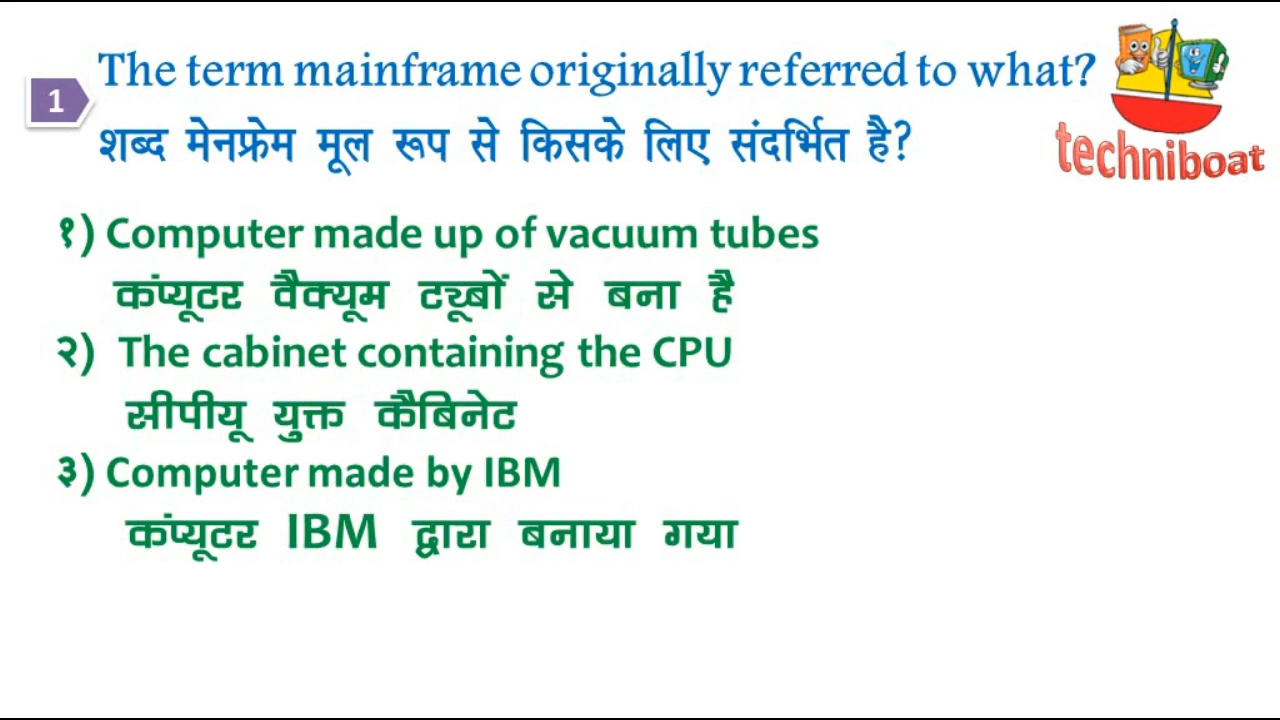 1
The term mainframe originally referred to what?
शब्द मेनफ्रेम मूल रूप से किसके लिए संदर्भित है?
techniboat
१) Computer made up of vacuum tubes
कंप्यूटर वैक्यूम ट्यूबों से बना है
२) The cabinet containing the CPU
सीपीयू युक्त कैबिनेट
३) Computer made by IBM
कंप्यूटर IBM द्वारा बनाया गया